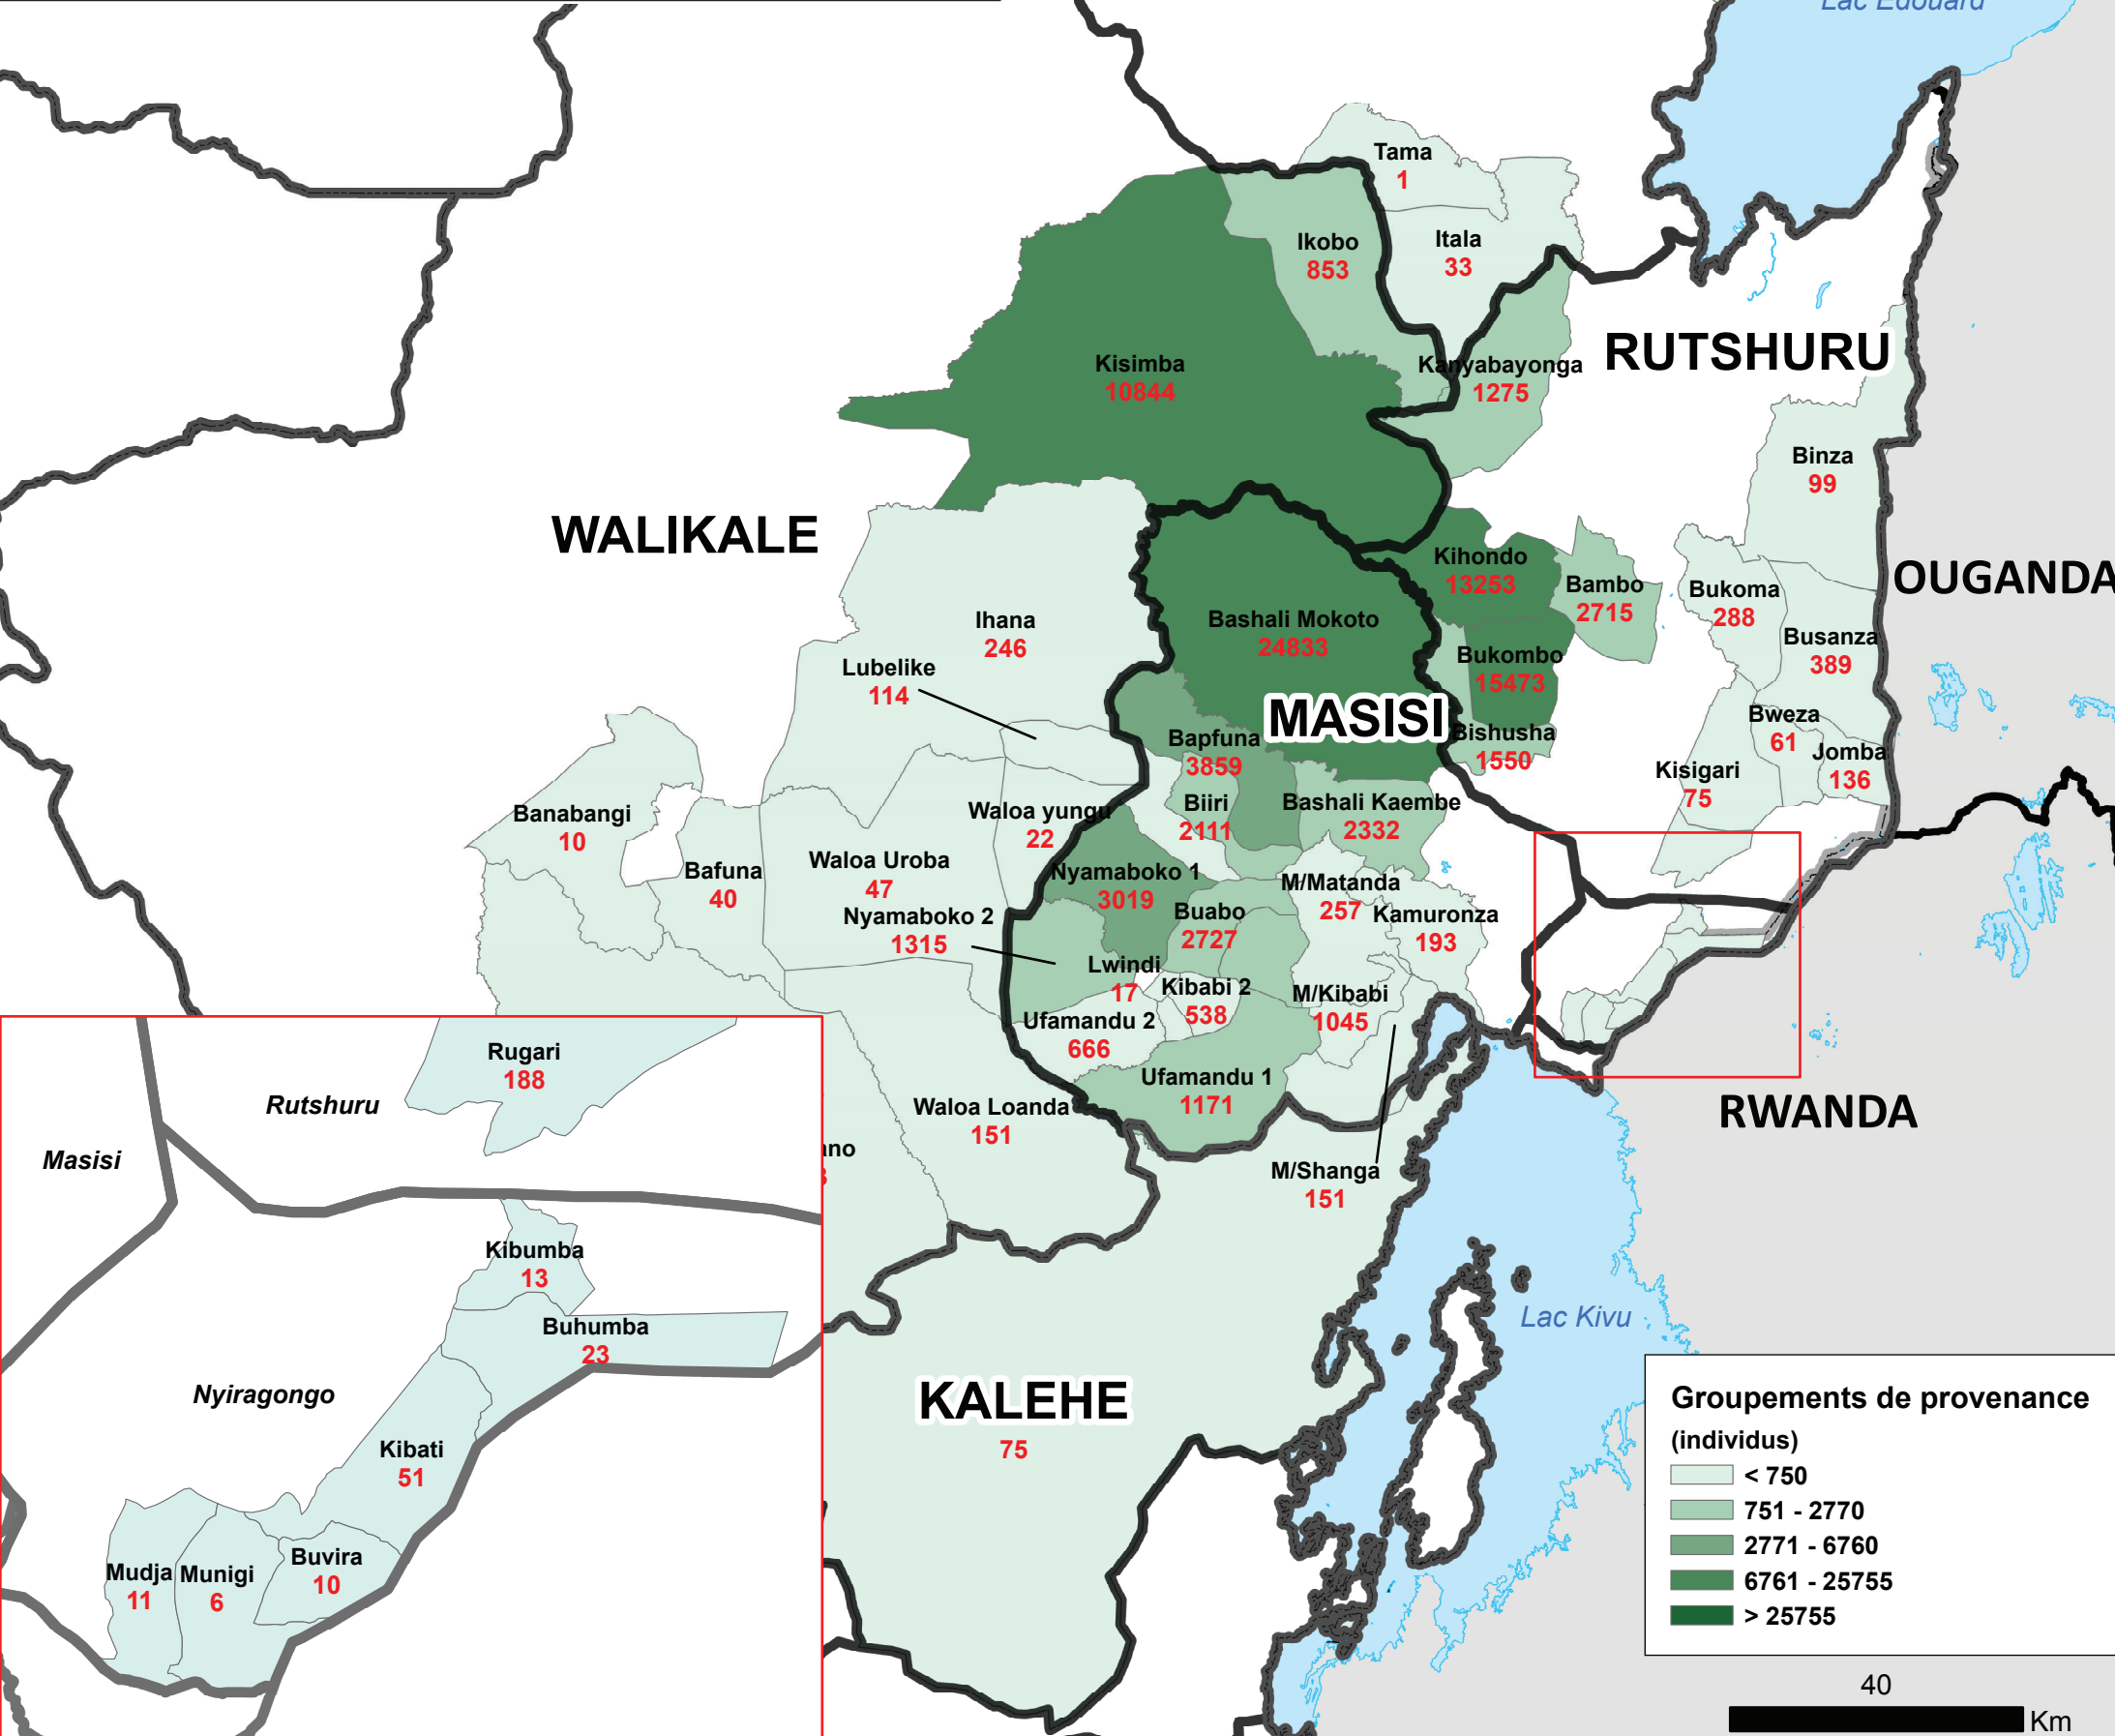 Lac Edouard
Tama
1
Ikobo
853
Itala
33
Kisimba
10844
Kanyabayonga
1275
RUTSHURU
Binza
99
WALIKALE
OUGANDA
Kihondo
13253
Bambo
2715
Bukoma
288
Ihana
246
Bashali Mokoto
24833
Busanza
389
Lubelike
114
Bukombo
15473
MASISI
Bishusha
1550
Bweza
61
Jomba
136
Bapfuna
3859
Kisigari
75
Banabangi
10
Waloa yungu
22
Biiri
2111
Bashali Kaembe
2332
Bafuna
40
Waloa Uroba
47
Nyamaboko 1
3019
M/Matanda
257
Nyamaboko 2
1315
Buabo
2727
Kamuronza
193
Lwindi
17
Kibabi 2
538
M/Kibabi
1045
Ufamandu 2
666
Ufamandu 1
1171
Waloa Loanda
151
RWANDA
M/Shanga
151
ano
Rugari
188
Rutshuru
Masisi
Kibumba
13
Buhumba
23
Nyiragongo
Kibati
51
Mudja
11
Munigi
6
Buvira
10
KALEHE
75
Lac Kivu
Groupements de provenance
(individus)
< 750
751 - 2770
2771 - 6760
6761 - 25755
> 25755
40
Km